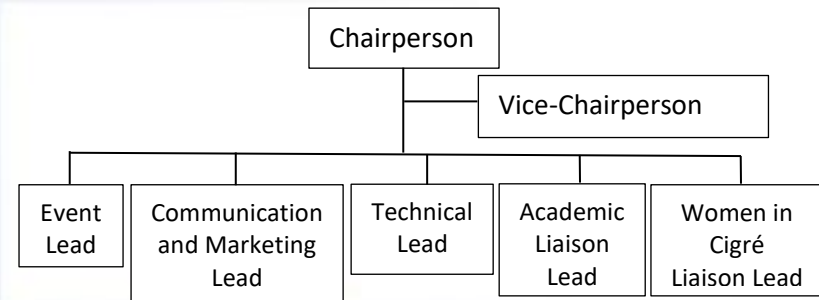 Chairperson
Vice-Chairperson
Event
Lead
Communication
and Marketing
Lead
Technical
Lead
Academic
Liaison
Lead
Women in
Cigré
Liaison Lead